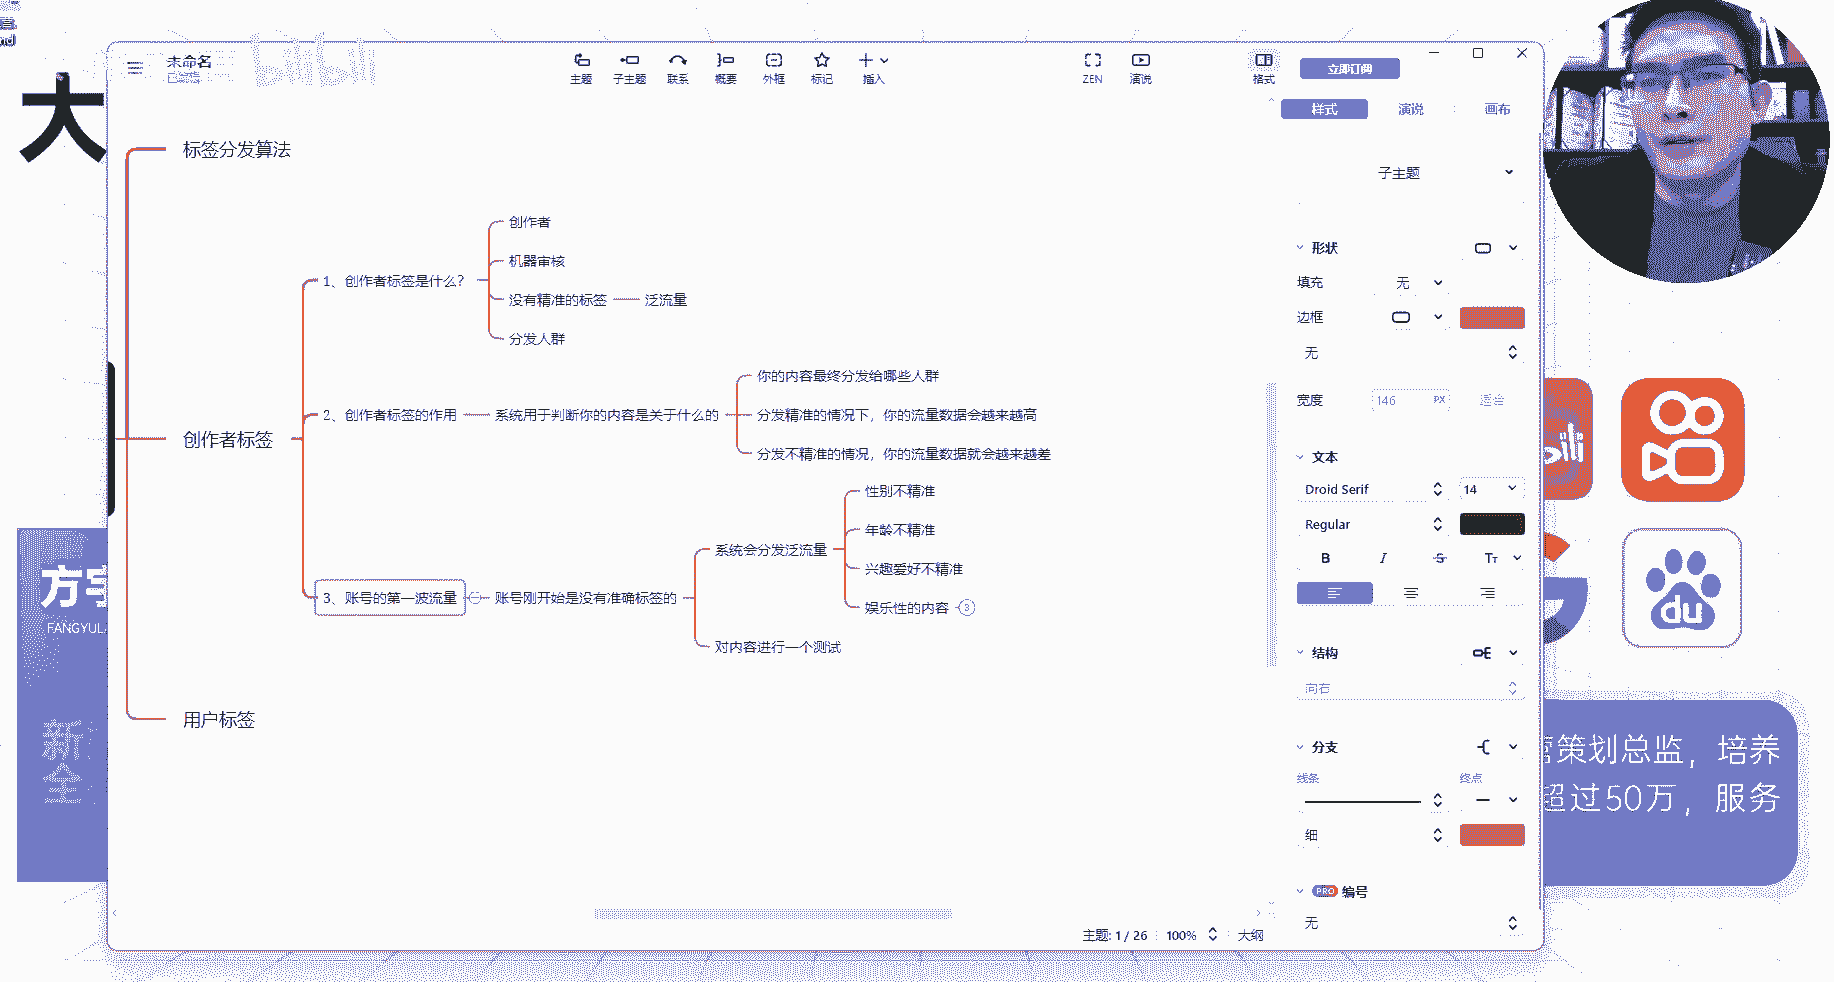 大
bilibili
未命名
已编辑
主题
子主题
联系
概要
外框
标记
插入
ZEN
演说
格式
立即订阅
样式
演说
画布
标签分发算法
创作者标签
用户标签
1、创作者标签是什么？
创作者
机器审核
没有精准的标签
泛流量
分发人群
2、创作者标签的作用
系统用于判断你的内容是关于什么的
你的内容最终分发给哪些人群
分发精准的情况下，你的流量数据会越来越高
分发不精准的情况，你的流量数据就会越来越差
3、账号的第一波流量
账号刚开始是没有准确标签的
系统会分发泛流量
性别不精准
年龄不精准
兴趣爱好不精准
娱乐性的内容
3
对内容进行一个测试
子主题
形状
填充
无
边框
无
宽度
146
PX
适合
文本
Droid Serif
14
Regular
B
I
S
TT
结构
向右
分支
线条
终点
细
PRO
编号
无
主题: 1 / 26
100%
大纲
方
FANGYU
新
全
du
营策划总监，培养
超过50万，服务